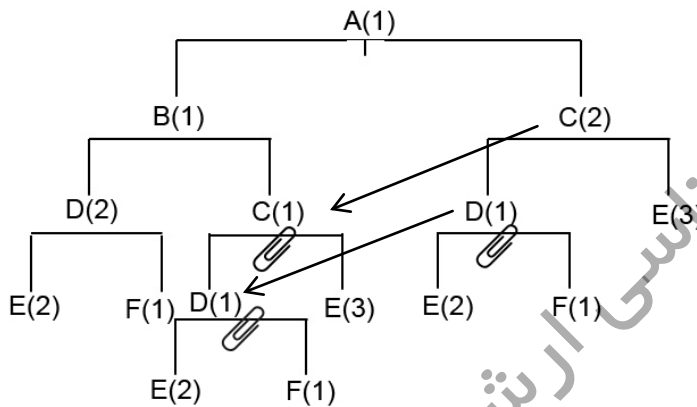 A(1)
B(1) C(2)
D(2) C(1) D(1) E(3)
E(2) F(1) D(1) E(3) E(2) F(1)
E(2) F(1)